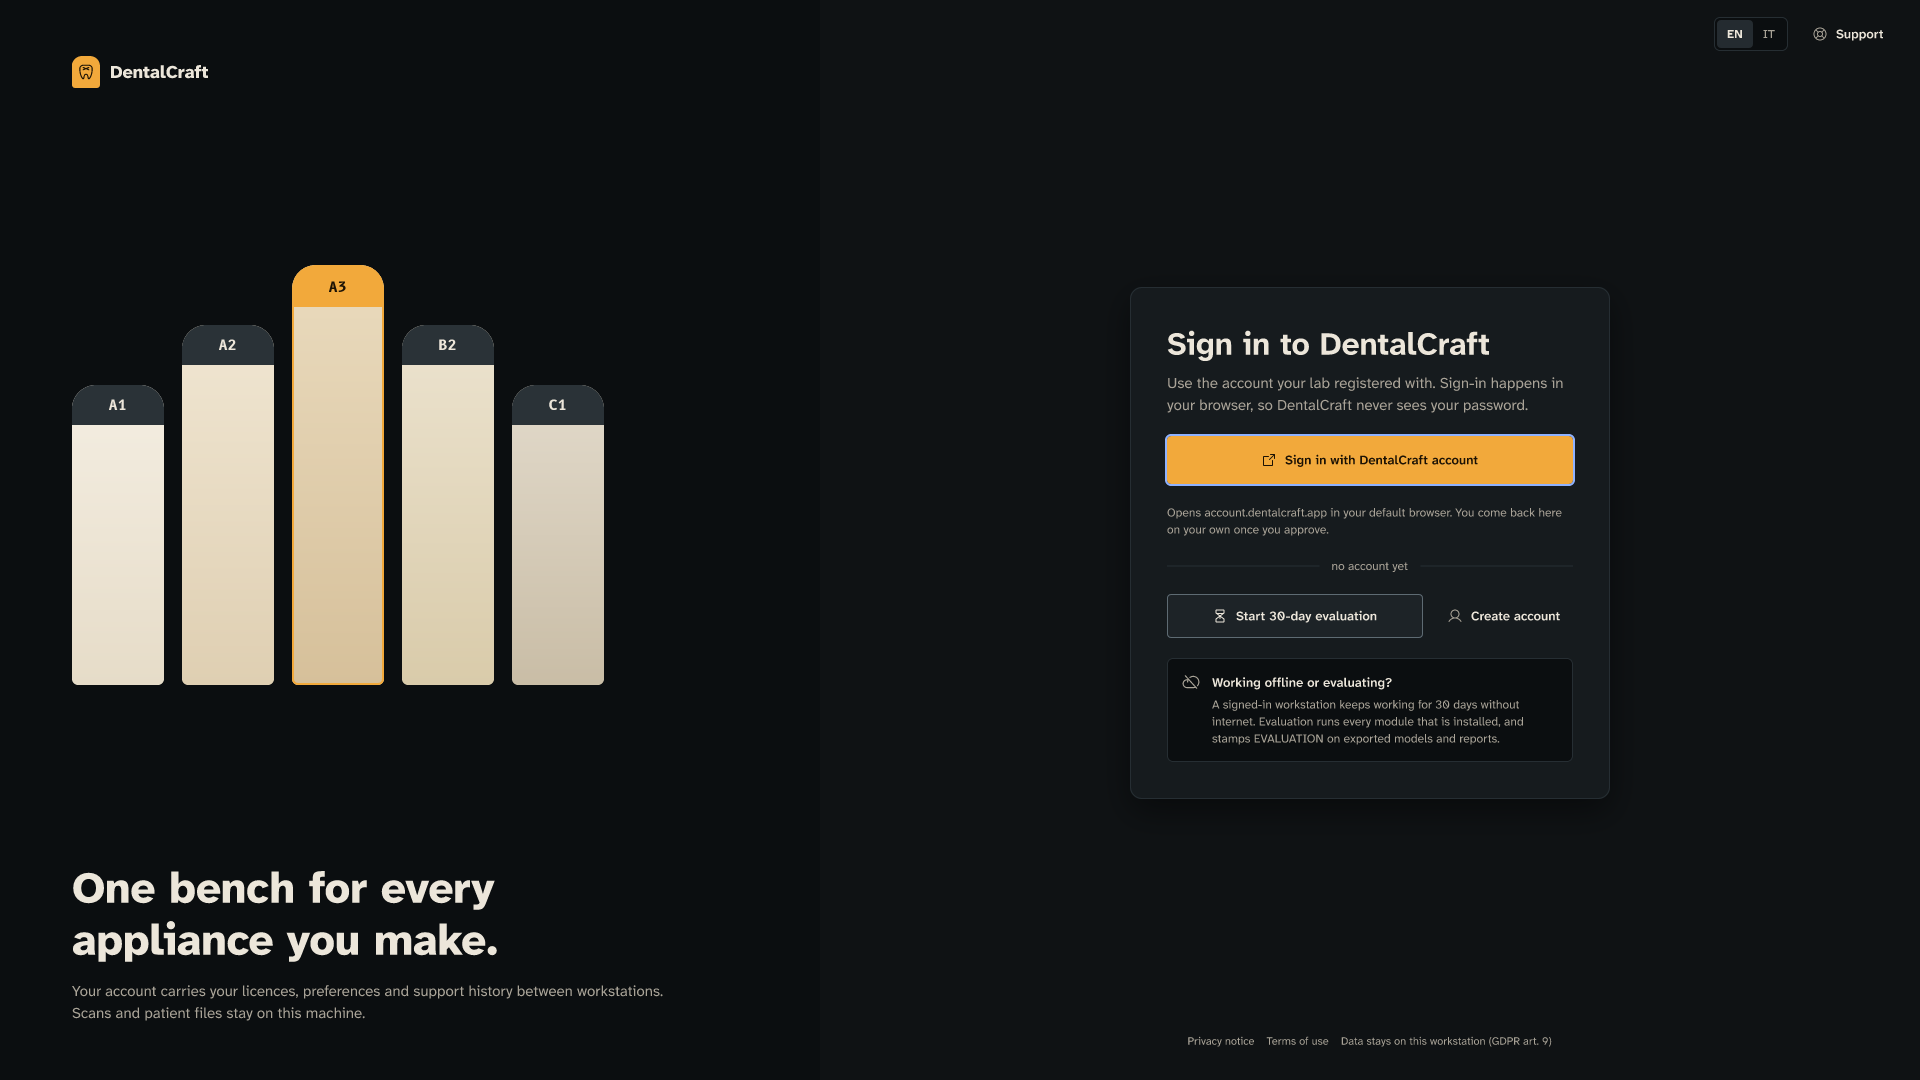 EN
IT
Support
DentalCraft
A3
A2
B2
A1
C1
Sign in to DentalCraft
Use the account your lab registered with. Sign-in happens in
your browser, so DentalCraft never sees your password.
Sign in with DentalCraft account
Opens account.dentalcraft.app in your default browser. You come back here
on your own once you approve.
no account yet
Start 30-day evaluation
Create account
Working offline or evaluating?
A signed-in workstation keeps working for 30 days without
internet. Evaluation runs every module that is installed, and
stamps EVALUATION on exported models and reports.
One bench for every
appliance you make.
Your account carries your licences, preferences and support history between workstations.
Scans and patient files stay on this machine.
Privacy notice
Terms of use
Data stays on this workstation (GDPR art. 9)